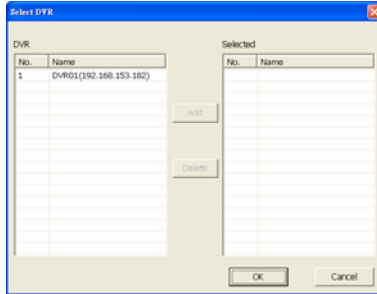 Select DVR
DVR
Selected
No. Name
No. Name
1 DVR01(192.168.153.182)
Add
Delete
OK Cancel